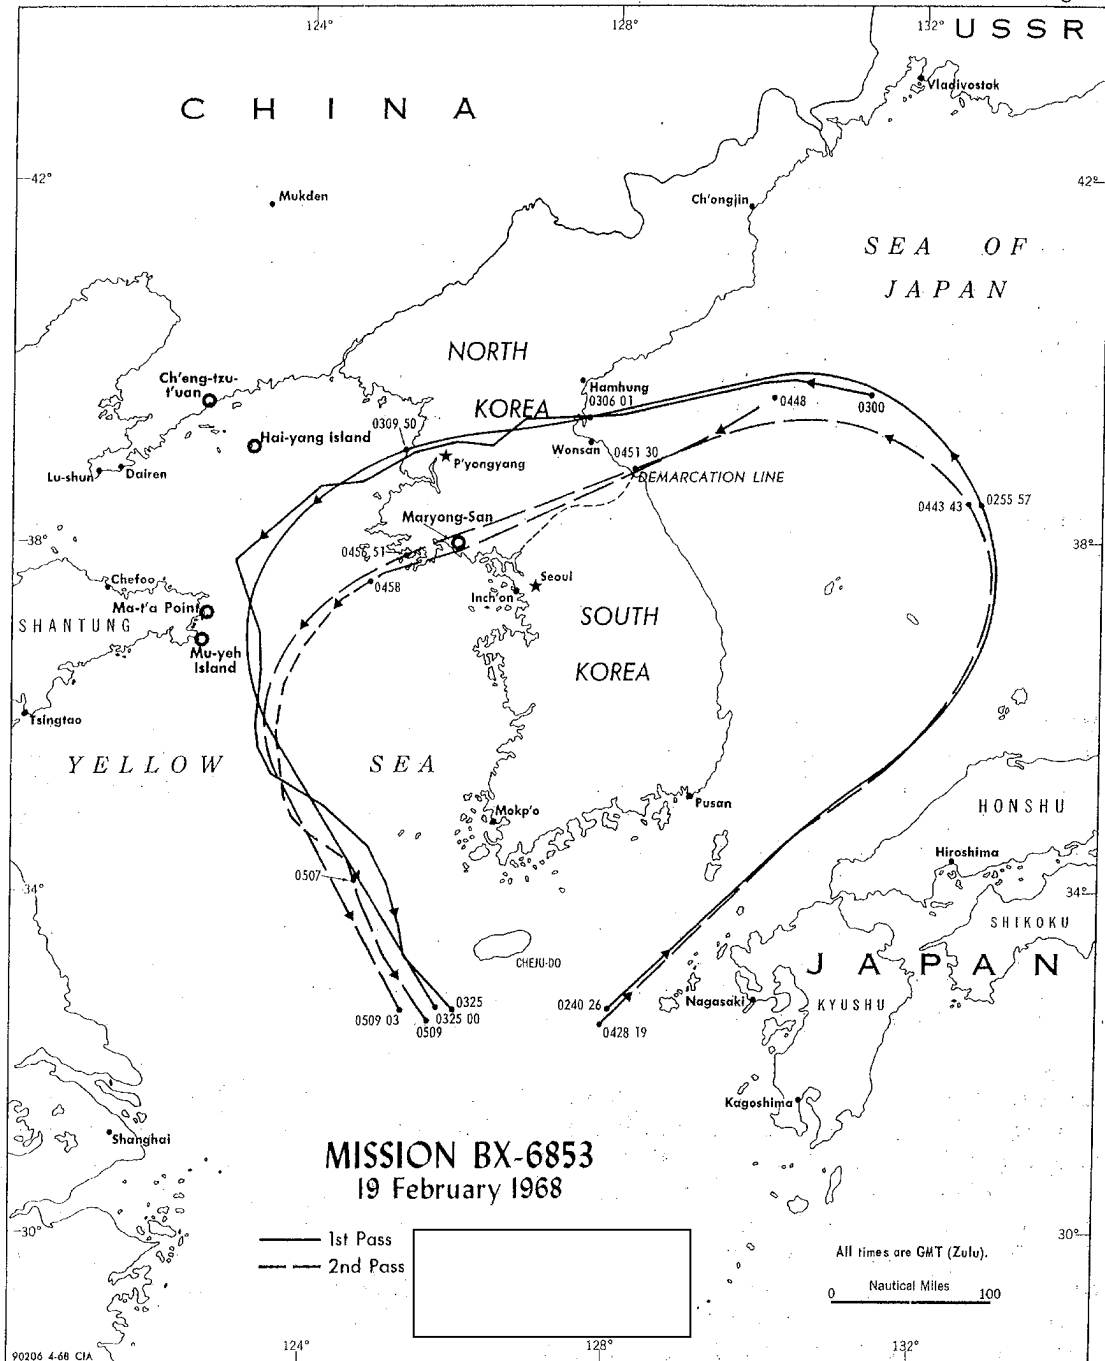 124°
128°
132°
USSR
Vladivostok
CHINA
42°
42°
Mukden
Ch'ongjin
SEA OF
JAPAN
NORTH
KOREA
Ch'eng-tzu-
t'uan
Hamhung
0306 01
0448
0300
0309 50
Hai-yang Island
Wonsan
0451 30
P'yongyang
Lu-shun
Dairen
DEMARCATION LINE
0443 43
0255 57
Maryong-San
38°
38°
0456 51
0458
Chefoo
Seoul
Inch'on
Ma-t'a Point
SHANTUNG
SOUTH
KOREA
Mu-yeh
Island
Tsingtao
YELLOW SEA
Pusan
HONSHU
Mokp'o
Hiroshima
0507
34°
34°
SHIKOKU
CHEJU-DO
JAPAN
0325
0325 00
0509 03
0509
0240 26
0428 19
Nagasaki
KYUSHU
Kagoshima
Shanghai
MISSION BX-6853
19 February 1968
30°
30°
1st Pass
2nd Pass
All times are GMT (Zulu).
Nautical Miles
0 100
124°
128°
132°
90206 4-68 CIA